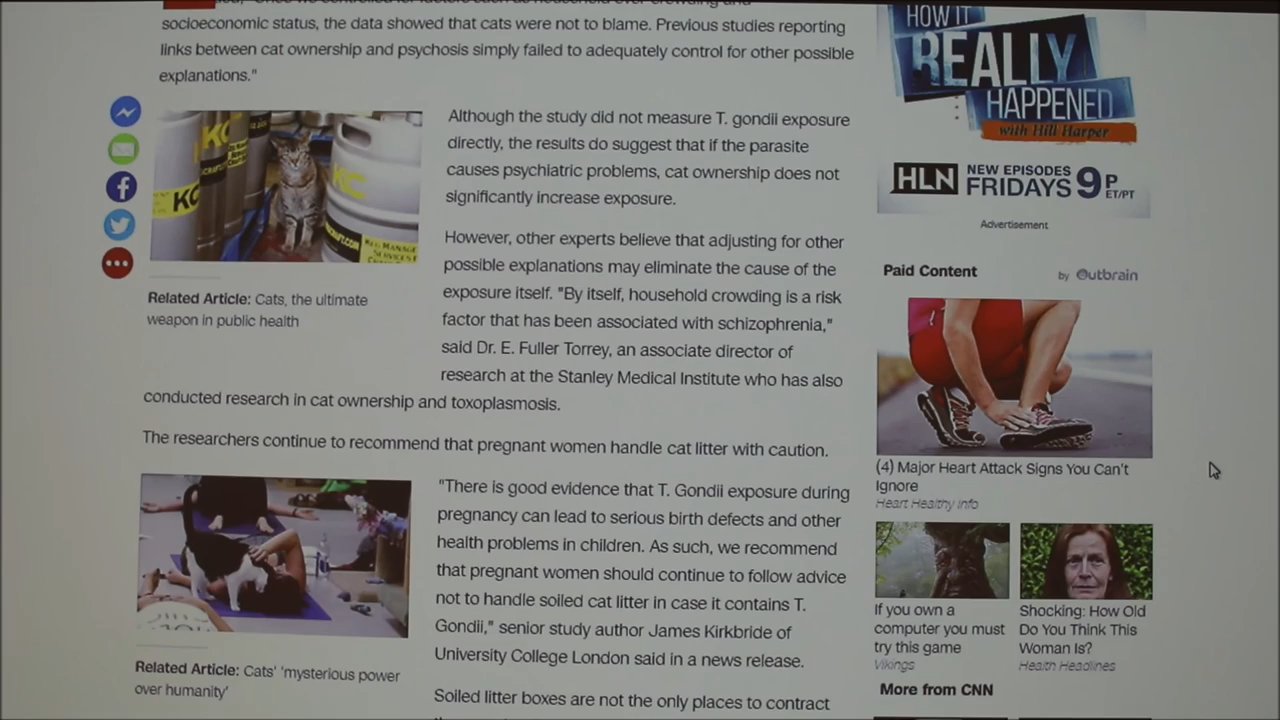 socioeconomic status, the data showed that cats were not to blame. Previous studies reporting
links between cat ownership and psychosis simply failed to adequately control for other possible
explanations."
KC
KC
KC
Although the study did not measure T. gondii exposure
directly, the results do suggest that if the parasite
causes psychiatric problems, cat ownership does not
significantly increase exposure.
Related Article: Cats, the ultimate
weapon in public health
However, other experts believe that adjusting for other
possible explanations may eliminate the cause of the
exposure itself. "By itself, household crowding is a risk
factor that has been associated with schizophrenia,"
said Dr. E. Fuller Torrey, an associate director of
research at the Stanley Medical Institute who has also
conducted research in cat ownership and toxoplasmosis.
The researchers continue to recommend that pregnant women handle cat litter with caution.
"There is good evidence that T. Gondii exposure during
pregnancy can lead to serious birth defects and other
health problems in children. As such, we recommend
that pregnant women should continue to follow advice
not to handle soiled cat litter in case it contains T.
Gondii," senior study author James Kirkbride of
University College London said in a news release.
Related Article: Cats' 'mysterious power
over humanity'
Soiled litter boxes are not the only places to contract
HOW IT
REALLY
HAPPENED
with Hill Harper
HLN
NEW EPISODES
FRIDAYS 9P
ET/PT
Advertisement
Paid Content
by Outbrain
(4) Major Heart Attack Signs You Can't
Ignore
Heart Healthy Info
If you own a
computer you must
try this game
Vikings
Shocking: How Old
Do You Think This
Woman Is?
Health Headlines
More from CNN